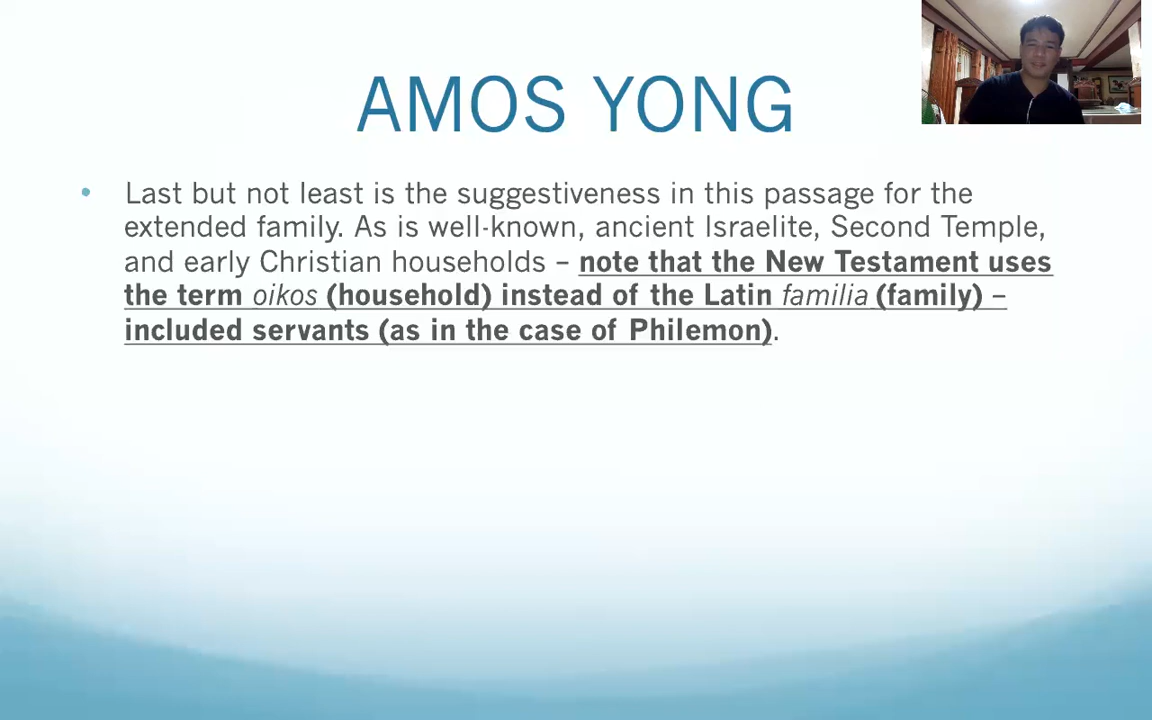 AMOS YONG
• Last but not least is the suggestiveness in this passage for the
extended family. As is well-known, ancient Israelite, Second Temple,
and early Christian households – note that the New Testament uses
the term oikos (household) instead of the Latin familia (family) –
included servants (as in the case of Philemon).